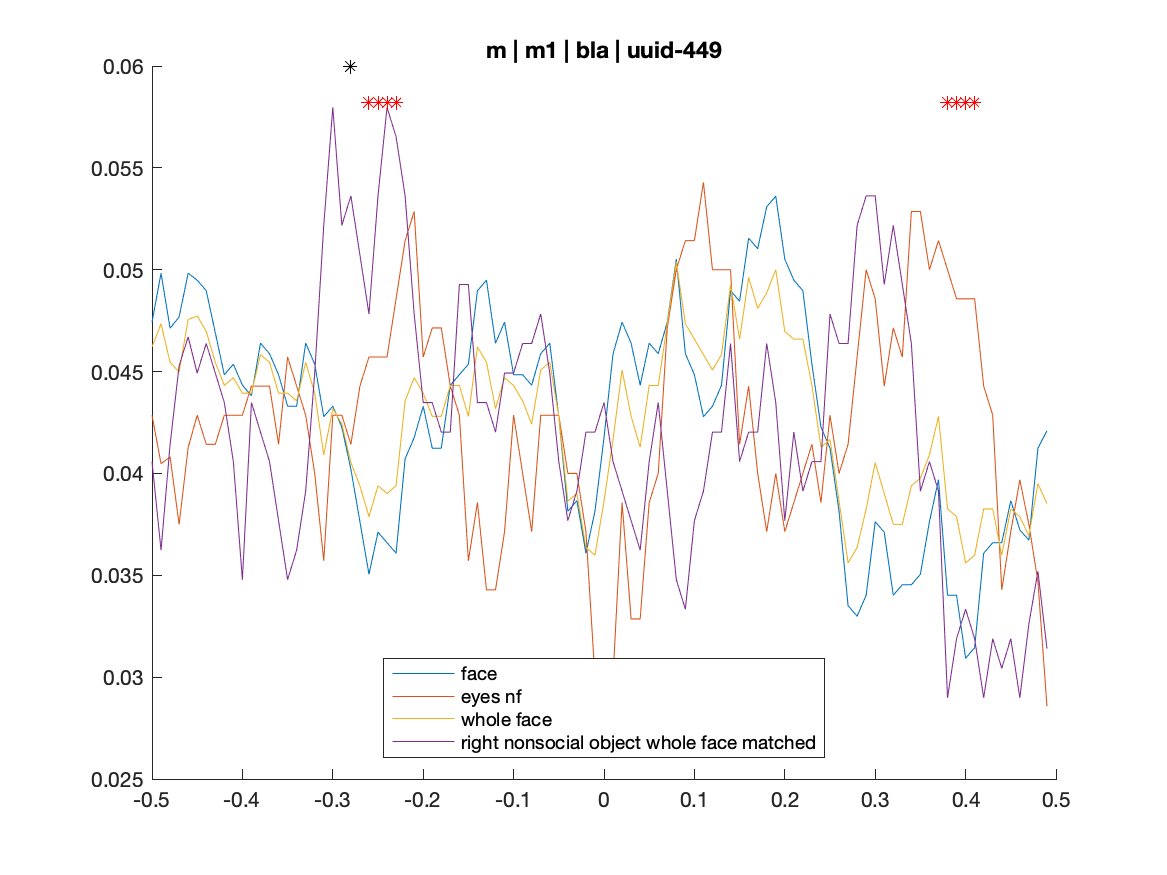 m | m1 | bla | uuid-449
0.06
0.055
0.05
0.045
0.04
0.035
0.03
0.025
face
eyes nf
whole face
right nonsocial object whole face matched
-0.5 -0.4 -0.3 -0.2 -0.1 0 0.1 0.2 0.3 0.4 0.5